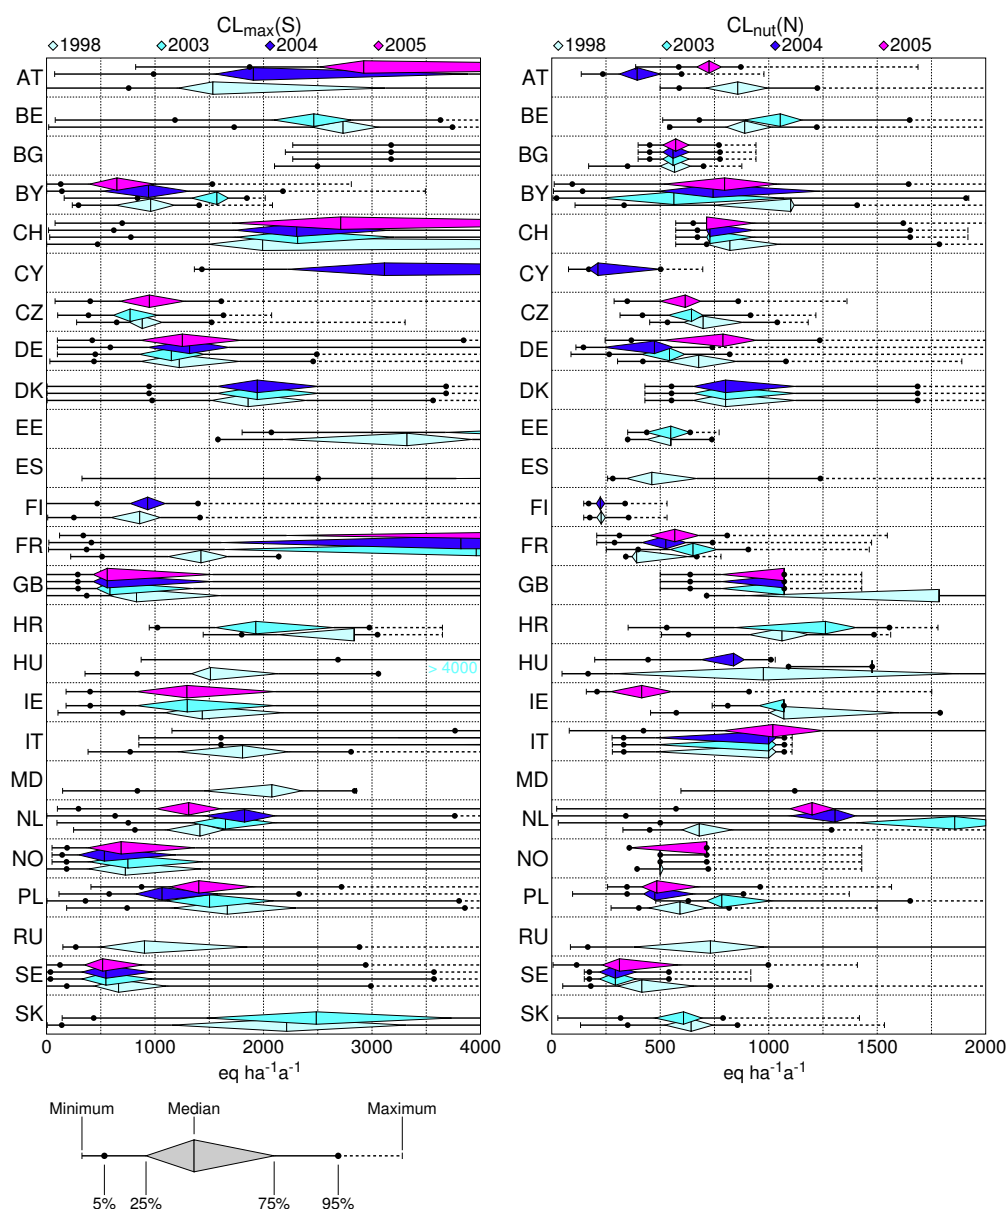 CLmax(S)
CLnut(N)
1998 2003 2004 2005
1998 2003 2004 2005
AT AT
BE BE
BG BG
BY BY
CH CH
CY CY
CZ CZ
DE DE
DK DK
EE EE
ES ES
FI FI
FR FR
GB GB
HR HR
HU > 4000 HU
IE IE
IT IT
MD MD
NL NL
NO NO
PL PL
RU RU
SE SE
SK SK
0 1000 2000 3000 4000
0 500 1000 1500 2000
eq ha⁻¹a⁻¹
eq ha⁻¹a⁻¹
Minimum Median Maximum
5% 25% 75% 95%